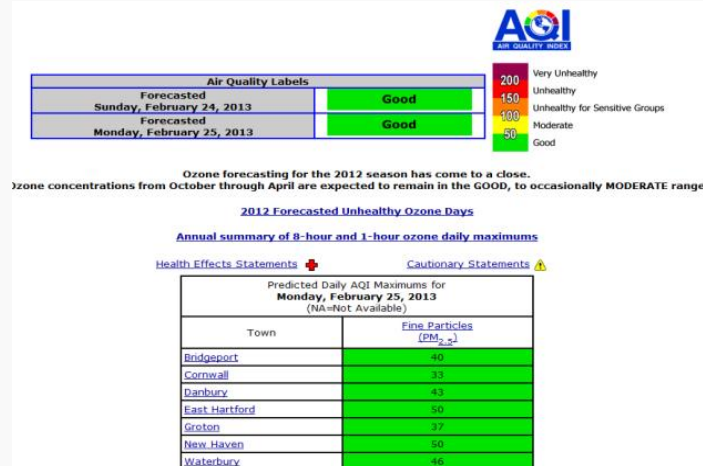 AQI
AIR QUALITY INDEX
Air Quality Labels
Forecasted
Sunday, February 24, 2013
Good
Forecasted
Monday, February 25, 2013
Good
200
150
100
50
Very Unhealthy
Unhealthy
Unhealthy for Sensitive Groups
Moderate
Good
Ozone forecasting for the 2012 season has come to a close.
Ozone concentrations from October through April are expected to remain in the GOOD, to occasionally MODERATE range
2012 Forecasted Unhealthy Ozone Days
Annual summary of 8-hour and 1-hour ozone daily maximums
Health Effects Statements
Cautionary Statements
Predicted Daily AQI Maximums for
Monday, February 25, 2013
(NA=Not Available)
Town
Fine Particles
(PM2.5)
Bridgeport 40
Cornwall 33
Danbury 43
East Hartford 50
Groton 37
New Haven 50
Waterbury 46